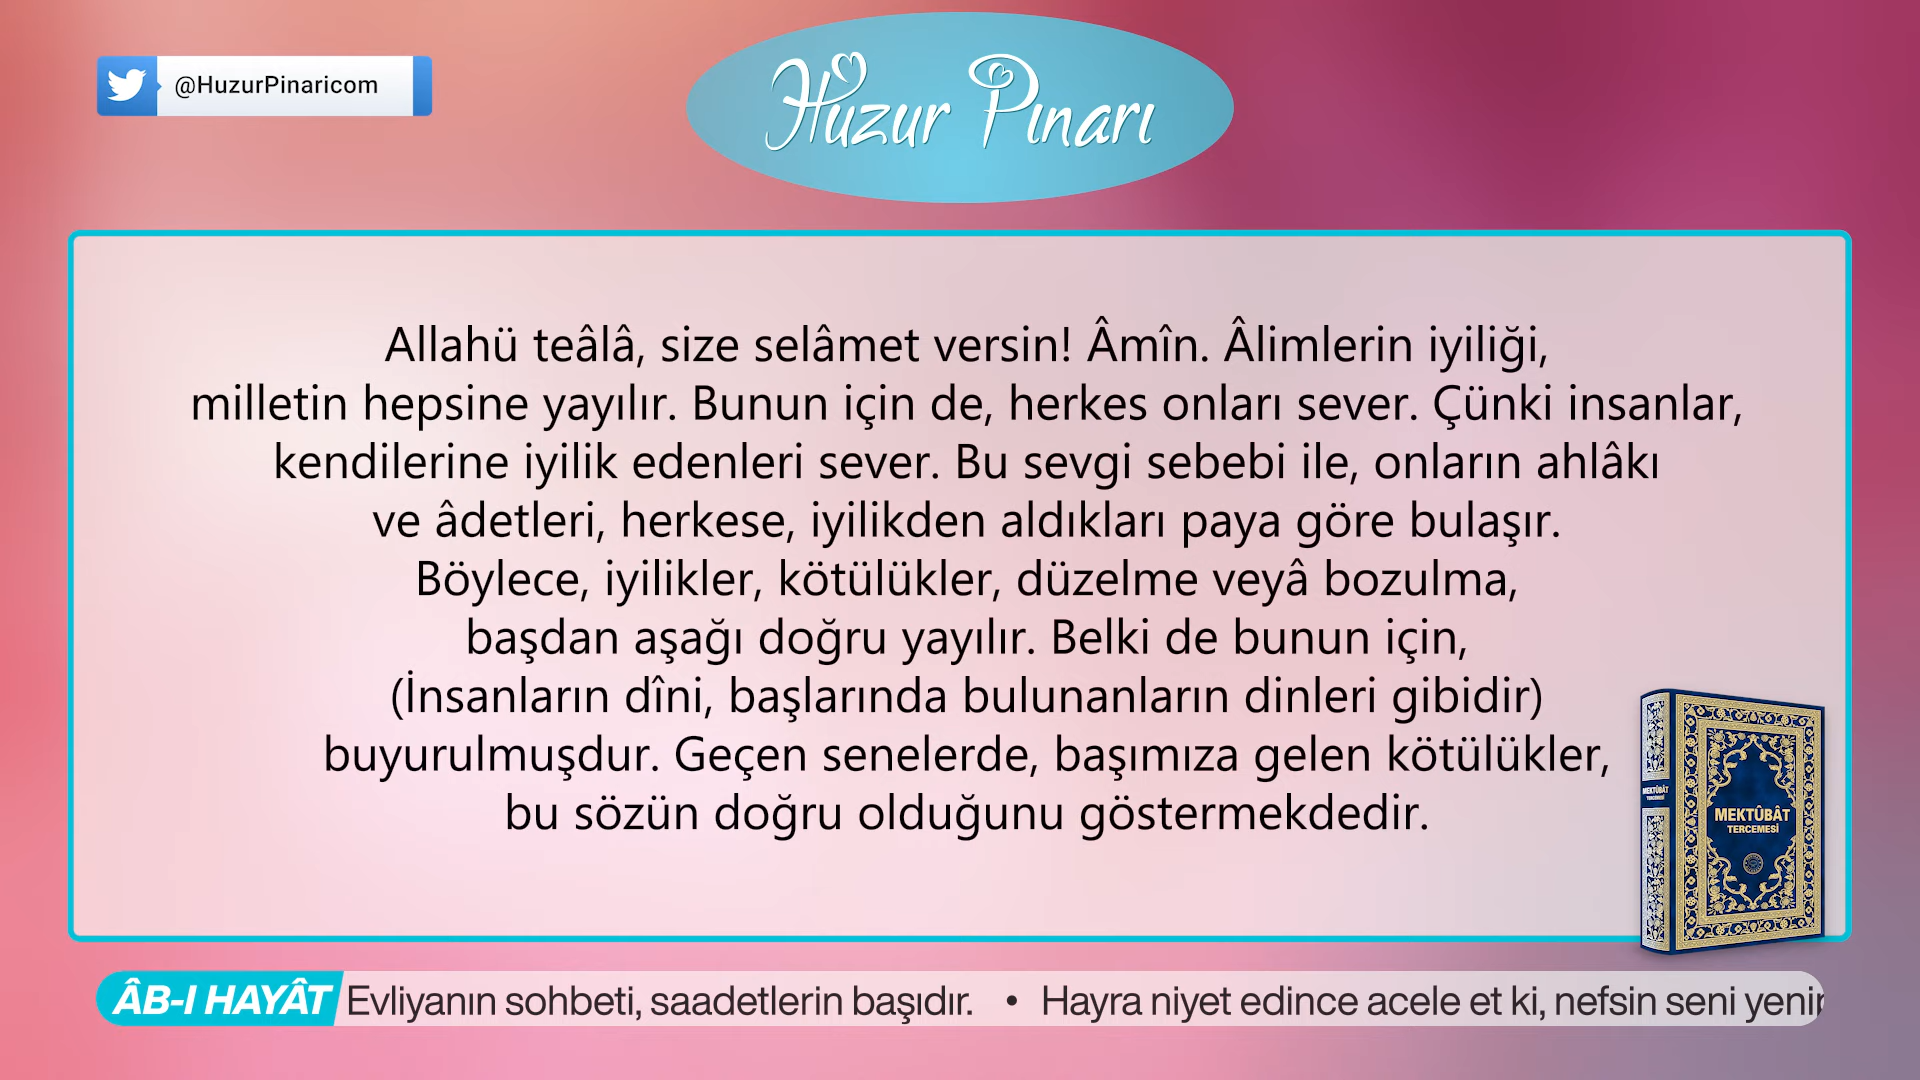 @HuzurPinaricom
Huzur Pınarı
Allahü teâlâ, size selâmet versin! Âmîn. Âlimlerin iyiliği,
milletin hepsine yayılır. Bunun için de, herkes onları sever. Çünki insanlar,
kendilerine iyilik edenleri sever. Bu sevgi sebebi ile, onların ahlâkı
ve âdetleri, herkese, iyilikden aldıkları paya göre bulaşır.
Böylece, iyilikler, kötülükler, düzelme veyâ bozulma,
başdan aşağı doğru yayılır. Belki de bunun için,
(İnsanların dîni, başlarında bulunanların dinleri gibidir)
buyurulmuşdur. Geçen senelerde, başımıza gelen kötülükler,
bu sözün doğru olduğunu göstermekdedir.
MEKTÛBÂT
TERCEMESİ
MEKTÛBÂT
TERCEMESİ
ÂB-I HAYÂT Evliyanın sohbeti, saadetlerin başıdır. • Hayra niyet edince acele et ki, nefsin seni